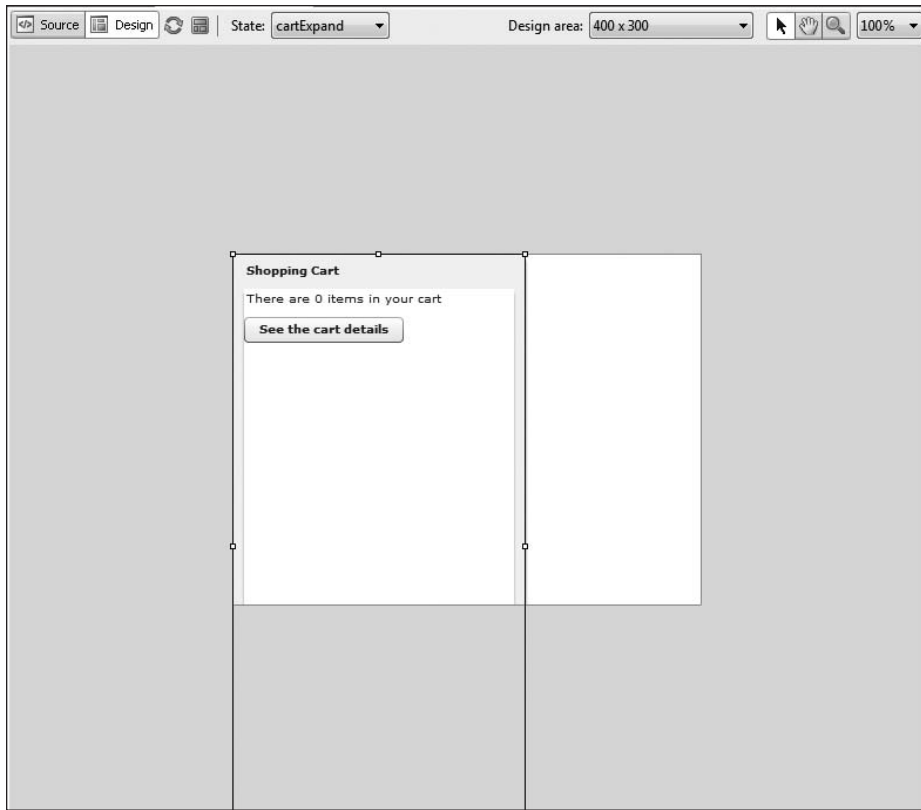 Source Design State: cartExpand Design area: 400 x 300 100%
Shopping Cart
There are 0 items in your cart
See the cart details